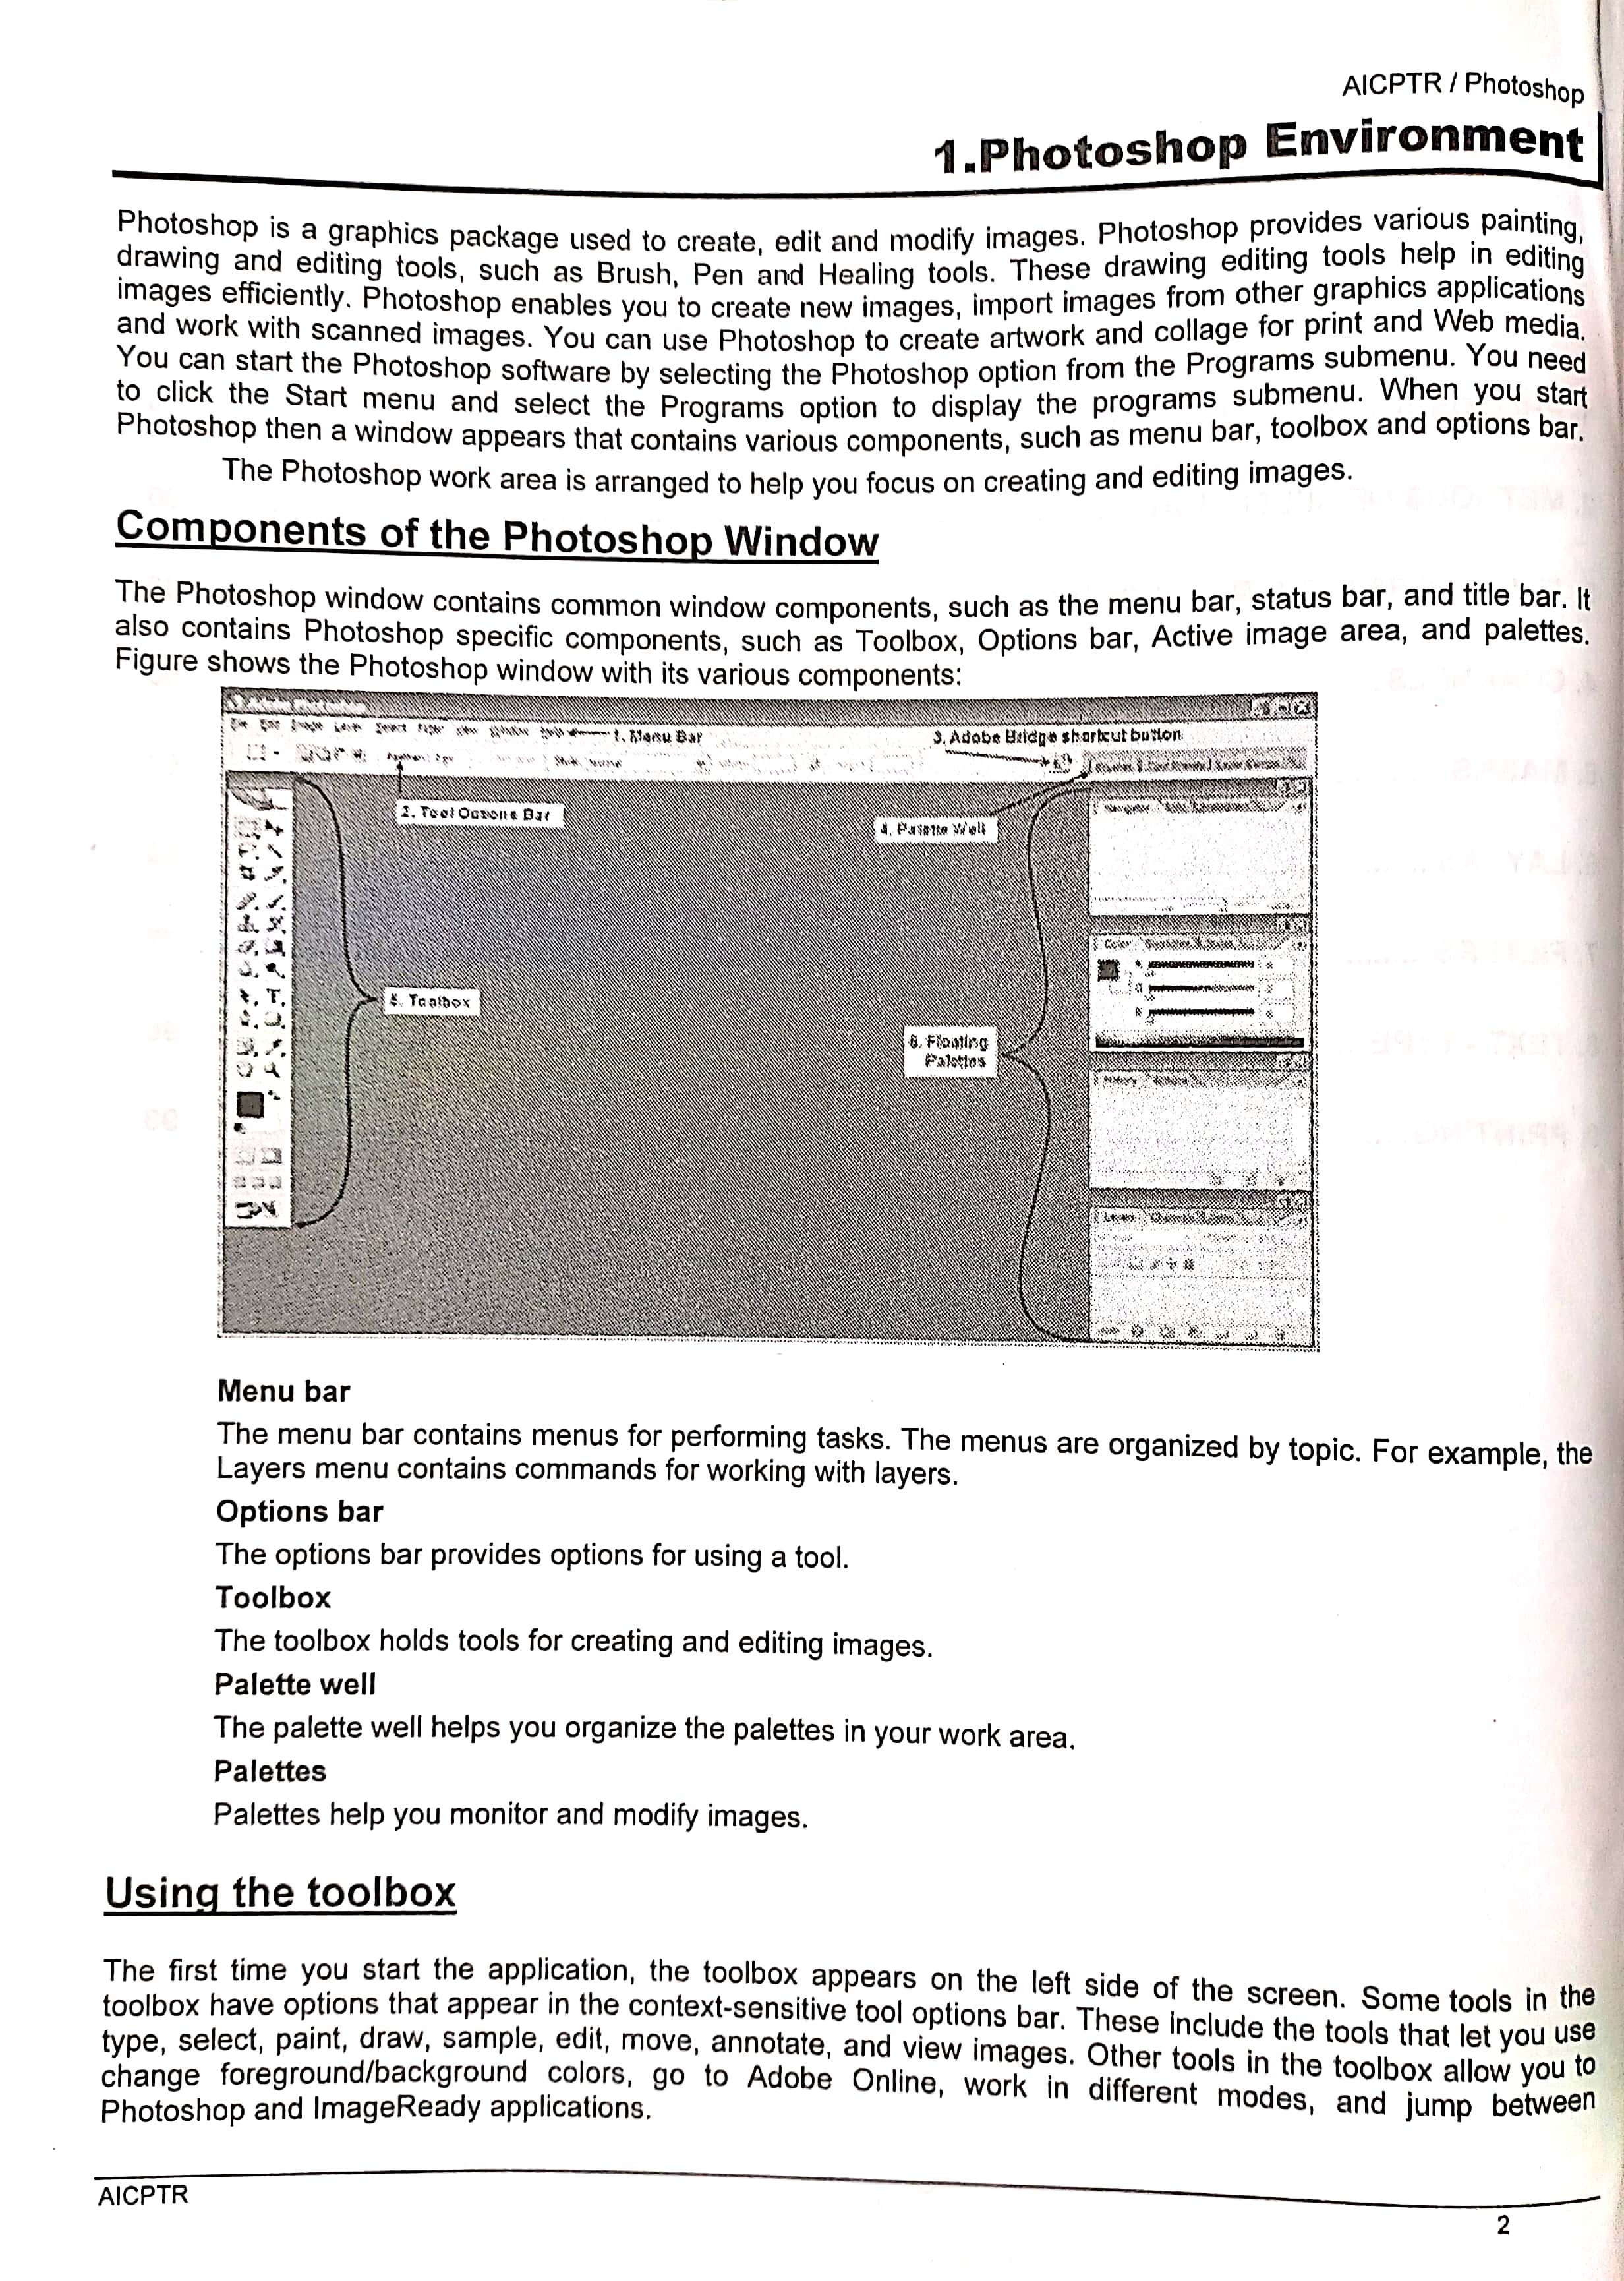 AICPTR / Photoshop
1.Photoshop Environment
Photoshop is a graphics package used to create, edit and modify images. Photoshop provides various painting,
drawing and editing tools, such as Brush, Pen and Healing tools. These drawing editing tools help in editing
images efficiently. Photoshop enables you to create new images, import images from other graphics applications
and work with scanned images. You can use Photoshop to create artwork and collage for print and Web media.
You can start the Photoshop software by selecting the Photoshop option from the Programs submenu. You need
to click the Start menu and select the Programs option to display the programs submenu. When you start
Photoshop then a window appears that contains various components, such as menu bar, toolbox and options bar.
The Photoshop work area is arranged to help you focus on creating and editing images.
Components of the Photoshop Window
The Photoshop window contains common window components, such as the menu bar, status bar, and title bar. It
also contains Photoshop specific components, such as Toolbox, Options bar, Active image area, and palettes.
Figure shows the Photoshop window with its various components:
1. Menu Bar
3. Adobe Bridge shortcut button
2. Tool Options Bar
4. Palette Well
Color
5. Toolbox
6. Floating
Palettes
Menu bar
The menu bar contains menus for performing tasks. The menus are organized by topic. For example, the
Layers menu contains commands for working with layers.
Options bar
The options bar provides options for using a tool.
Toolbox
The toolbox holds tools for creating and editing images.
Palette well
The palette well helps you organize the palettes in your work area.
Palettes
Palettes help you monitor and modify images.
Using the toolbox
The first time you start the application, the toolbox appears on the left side of the screen. Some tools in the
toolbox have options that appear in the context-sensitive tool options bar. These include the tools that let you use
type, select, paint, draw, sample, edit, move, annotate, and view images. Other tools in the toolbox allow you to
change foreground/background colors, go to Adobe Online, work in different modes, and jump between
Photoshop and ImageReady applications.
AICPTR
2